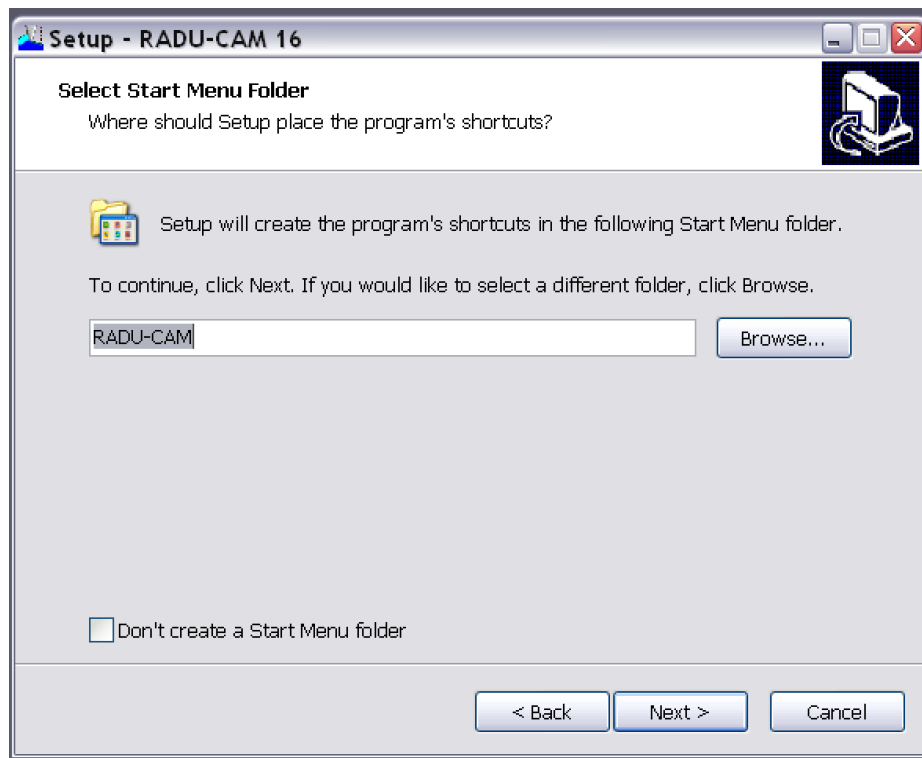 Setup - RADU-CAM 16
Select Start Menu Folder
Where should Setup place the program's shortcuts?
Setup will create the program's shortcuts in the following Start Menu folder.
To continue, click Next. If you would like to select a different folder, click Browse.
RADU-CAM
Browse...
Don't create a Start Menu folder
< Back
Next >
Cancel